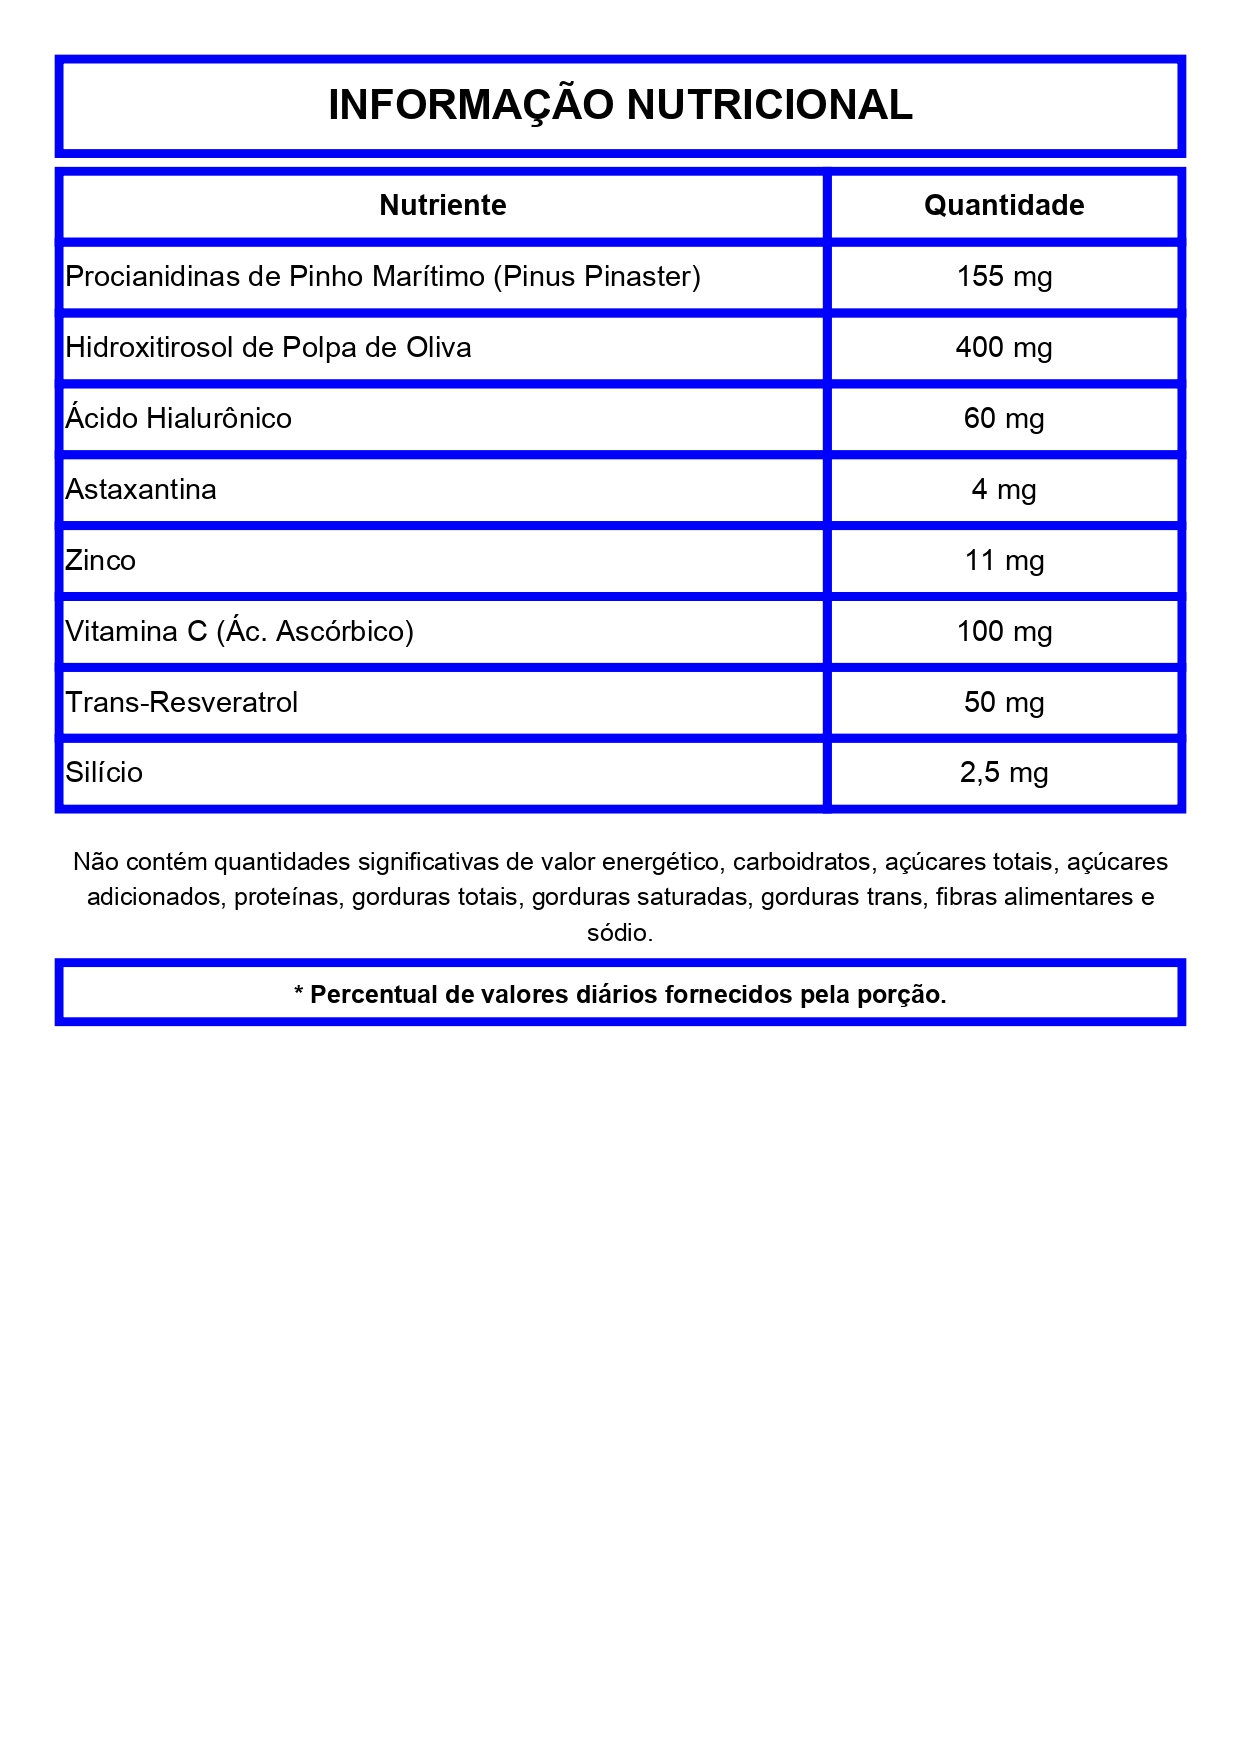 INFORMAÇÃO NUTRICIONAL
Nutriente Quantidade
Procianidinas de Pinho Marítimo (Pinus Pinaster) 155 mg
Hidroxitirosol de Polpa de Oliva 400 mg
Ácido Hialurônico 60 mg
Astaxantina 4 mg
Zinco 11 mg
Vitamina C (Ác. Ascórbico) 100 mg
Trans-Resveratrol 50 mg
Silício 2,5 mg
Não contém quantidades significativas de valor energético, carboidratos, açúcares totais, açúcares
adicionados, proteínas, gorduras totais, gorduras saturadas, gorduras trans, fibras alimentares e
sódio.
* Percentual de valores diários fornecidos pela porção.